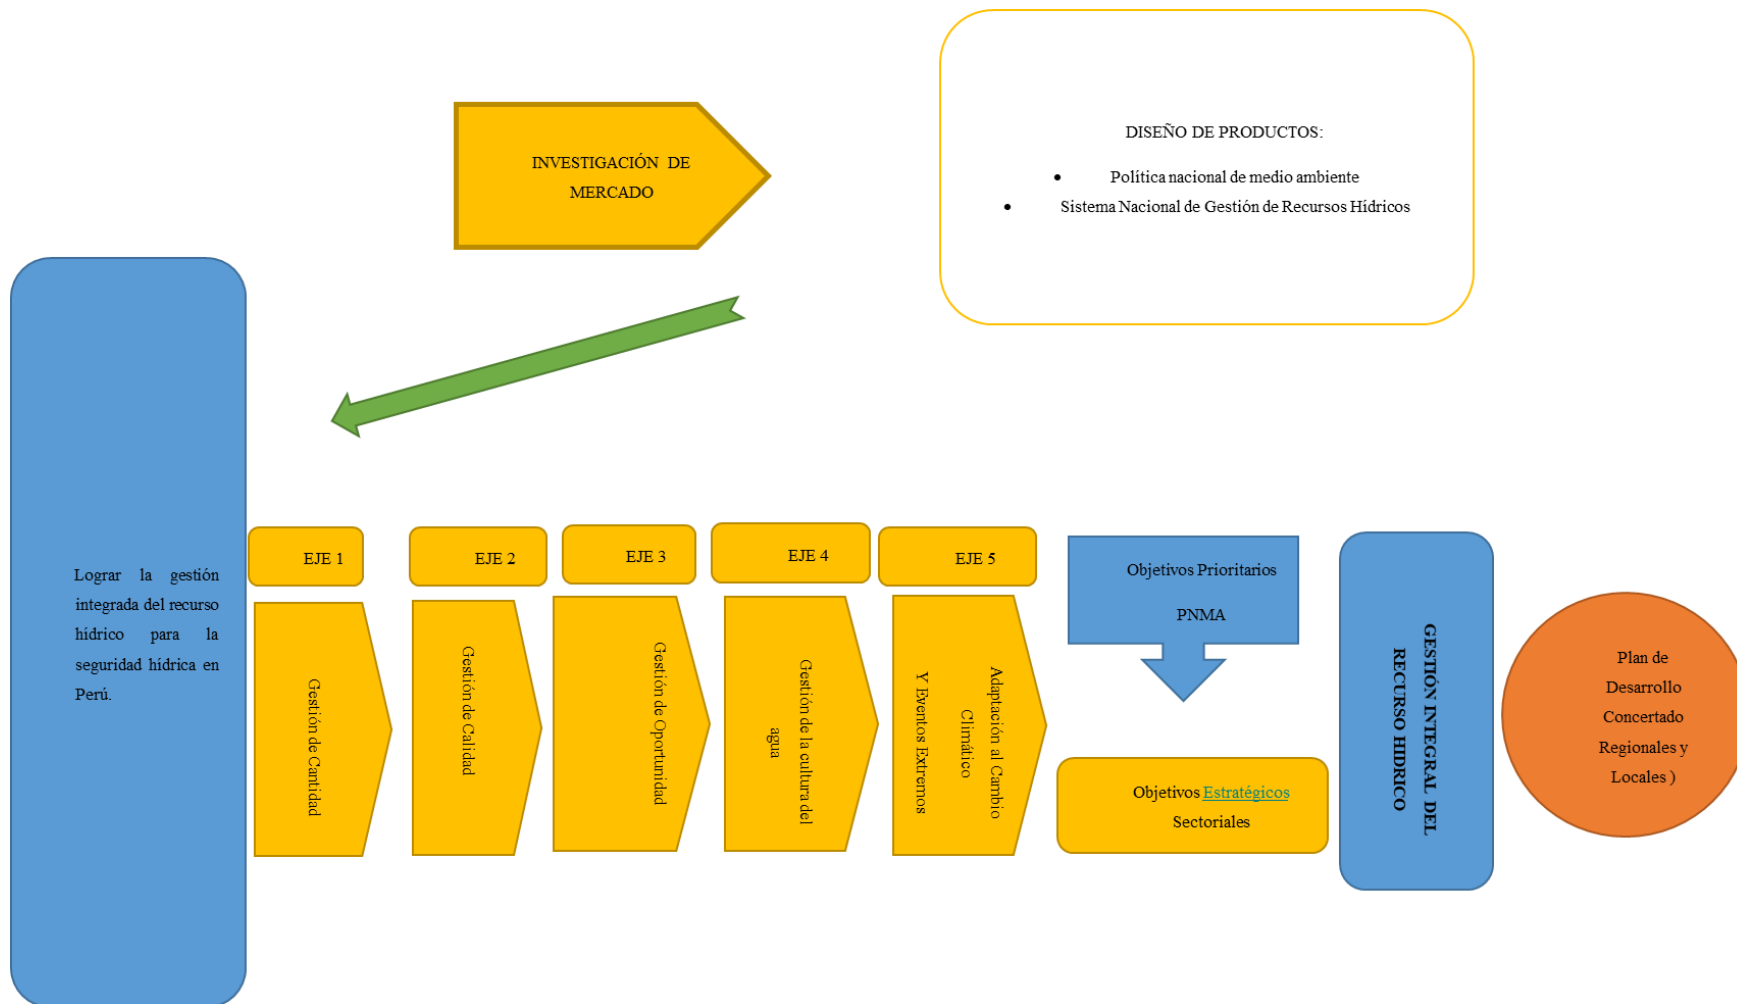 INVESTIGACIÓN DE
MERCADO
DISEÑO DE PRODUCTOS:
• Política nacional de medio ambiente
• Sistema Nacional de Gestión de Recursos Hídricos
Lograr la gestión
integrada del recurso
hídrico para la
seguridad hídrica en
Perú.
EJE 1
Gestión de Cantidad
EJE 2
Gestión de Calidad
EJE 3
Gestión de Oportunidad
EJE 4
Gestión de la cultura del
agua
EJE 5
Adaptación al Cambio
Climático
Y Eventos Extremos
Objetivos Prioritarios
PNMA
Objetivos Estratégicos
Sectoriales
GESTIÓN INTEGRAL DEL
RECURSO HIDRICO
Plan de
Desarrollo
Concertado
Regionales y
Locales )